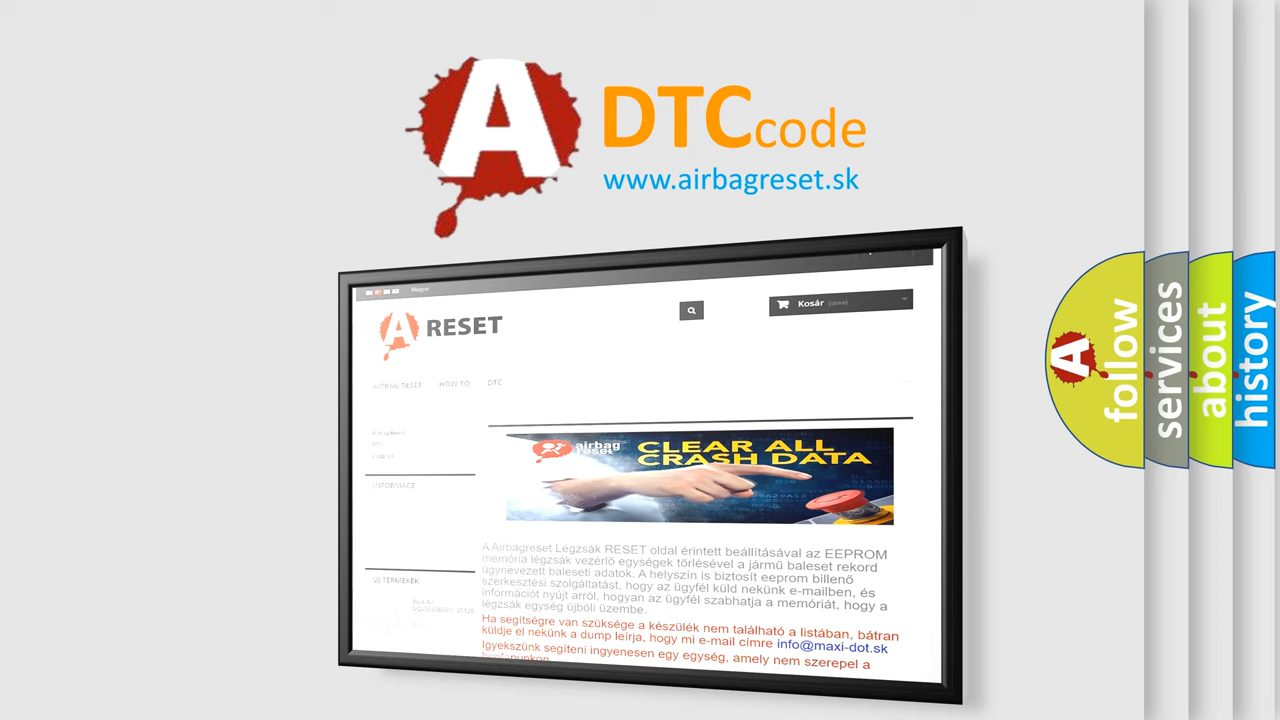 A
DTCcode
www.airbagreset.sk
Magyar
A RESET
Kosár (üres)
AIRBAG RESET HOW TO DTC
DTC
INFORMACE
ÚJ TERMÉKEK
airbag
reset
CLEAR ALL
CRASH DATA
A Airbagreset Légzsák RESET oldal érintett beállításával az EEPROM
memória légzsák vezérlő egységek törlésével a jármű baleset rekord
úgynevezett baleseti adatok. A helyszín is biztosít eeprom billenő
szerkesztési szolgáltatást, hogy az ügyfél küld nekünk e-mailben, és
információt nyújt arról, hogyan az ügyfél szabhatja a memóriát, hogy a
légzsák egység újbóli üzembe.
Ha segítségre van szüksége a készülék nem található a listában, bátran
küldje el nekünk a dump leírja, hogy mi e-mail címre info@maxi-dot.sk
Igyekszünk segíteni ingyenesen egy egység, amely nem szerepel a
A
follow
services
about
history